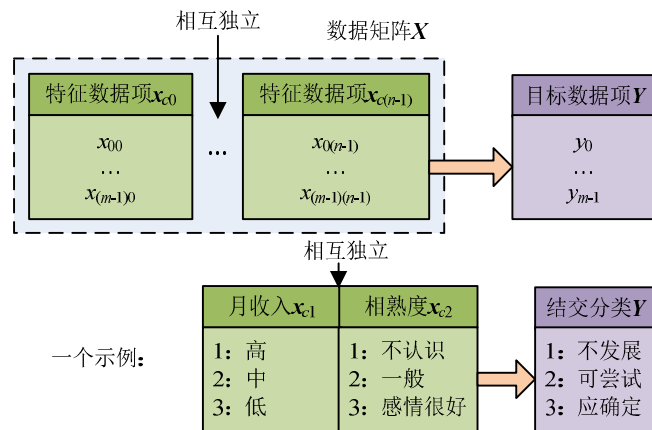 相互独立
数据矩阵X
特征数据项xc0
x00
…
x(m-1)0
…
特征数据项xc(n-1)
x0(n-1)
…
x(m-1)(n-1)
目标数据项Y
y0
…
ym-1
相互独立
一个示例：
月收入xc1
1：高
2：中
3：低
相熟度xc2
1：不认识
2：一般
3：感情很好
结交分类Y
1：不发展
2：可尝试
3：应确定